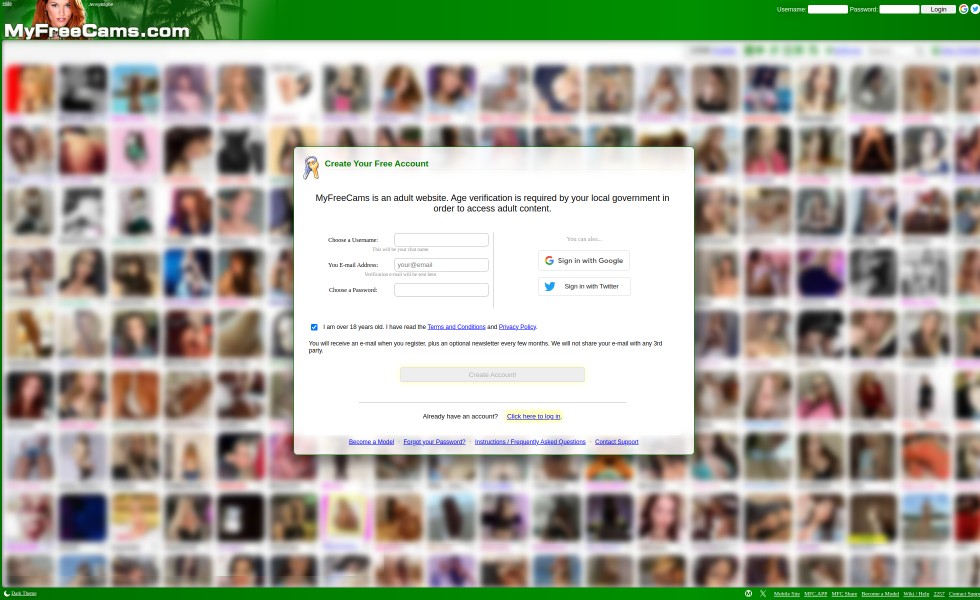 Username: Password: Login
MyFreeCams.com
Create Your Free Account
MyFreeCams is an adult website. Age verification is required by your local government in
order to access adult content.
Choose a Username:
This will be your chat name.
You E-mail Address: your@email
Verification e-mail will be sent here.
Choose a Password:
You can also...
Sign in with Google
Sign in with Twitter
I am over 18 years old. I have read the Terms and Conditions and Privacy Policy.
You will receive an e-mail when you register, plus an optional newsletter every few months. We will not share your e-mail with any 3rd
party.
Create Account!
Already have an account? Click here to log in.
Become a Model - Forgot your Password? - Instructions / Frequently Asked Questions - Contact Support
Dark Theme
Mobile Site MFC.APP MFC Share Become a Model Wiki / Help 2257 Contact